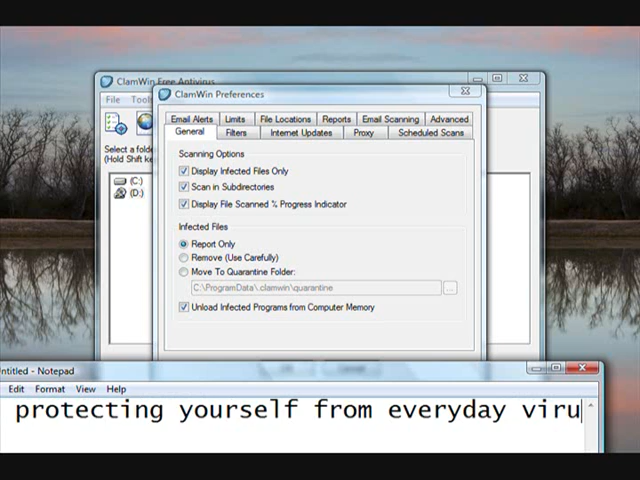 ClamWin Free Antivirus
File Tools
ClamWin Preferences
Email Alerts Limits File Locations Reports Email Scanning Advanced
General Filters Internet Updates Proxy Scheduled Scans
Select a folde
(Hold Shift ke
(C:)
(D:)
Scanning Options
Display Infected Files Only
Scan in Subdirectories
Display File Scanned % Progress Indicator
Infected Files
Report Only
Remove (Use Carefully)
Move To Quarantine Folder:
C:\ProgramData\.clamwin\quarantine
...
Unload Infected Programs from Computer Memory
ntitled - Notepad
Edit Format View Help
protecting yourself from everyday viru